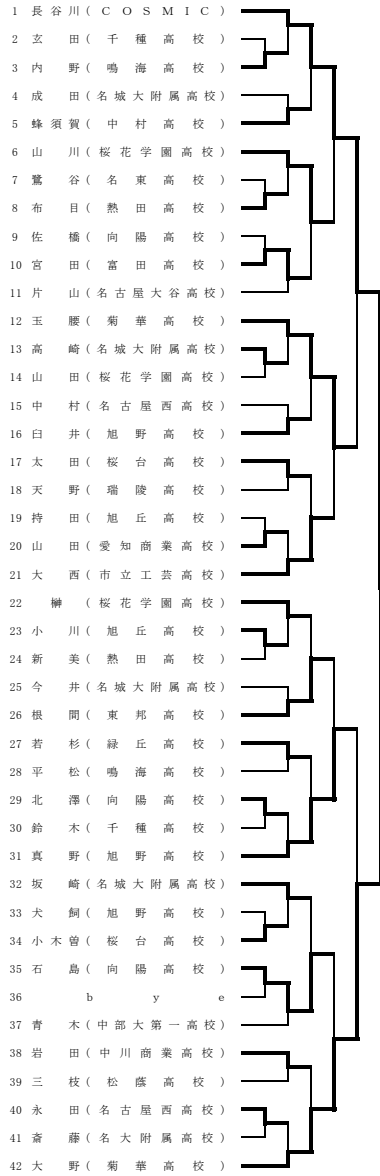 1 長谷川(COSMIC)
2 玄田(千種高校)
3 内野(鳴海高校)
4 成田(名城大附属高校)
5 蜂須賀(中村高校)
6 山川(桜花学園高校)
7 鷲谷(名東高校)
8 布目(熱田高校)
9 佐橋(向陽高校)
10 宮田(富田高校)
11 片山(名古屋大谷高校)
12 玉腰(菊華高校)
13 高崎(名城大附属高校)
14 山田(桜花学園高校)
15 中村(名古屋西高校)
16 臼井(旭野高校)
17 太田(桜台高校)
18 天野(瑞陵高校)
19 持田(旭丘高校)
20 山田(愛知商業高校)
21 大西(市立工芸高校)
22 榊(桜花学園高校)
23 小川(旭丘高校)
24 新美(熱田高校)
25 今井(名城大附属高校)
26 根間(東邦高校)
27 若杉(緑丘高校)
28 平松(鳴海高校)
29 北澤(向陽高校)
30 鈴木(千種高校)
31 真野(旭野高校)
32 坂崎(名城大附属高校)
33 犬飼(旭野高校)
34 小木曽(桜台高校)
35 石島(向陽高校)
36 bye
37 青木(中部大第一高校)
38 岩田(中川商業高校)
39 三枝(松蔭高校)
40 永田(名古屋西高校)
41 斎藤(名大附属高校)
42 大野(菊華高校)